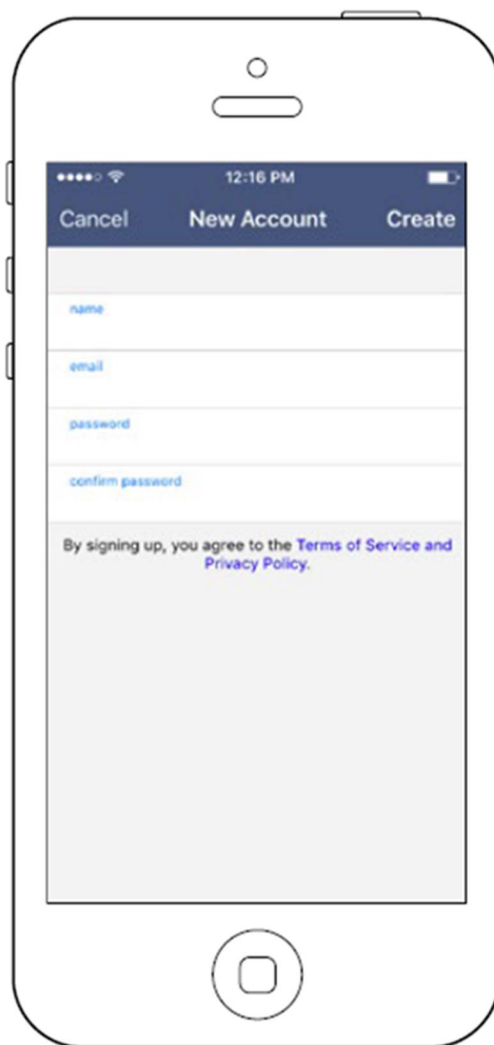 12:16 PM
Cancel New Account Create
name
email
password
confirm password
By signing up, you agree to the Terms of Service and
Privacy Policy.